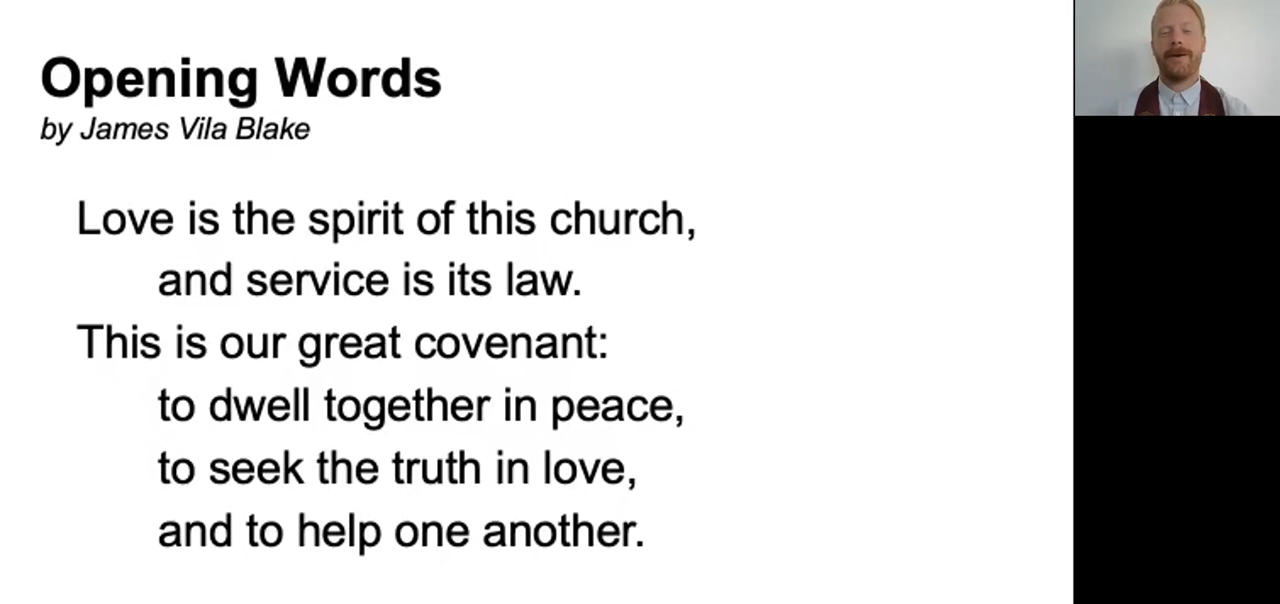 Opening Words
by James Vila Blake
Love is the spirit of this church,
and service is its law.
This is our great covenant:
to dwell together in peace,
to seek the truth in love,
and to help one another.